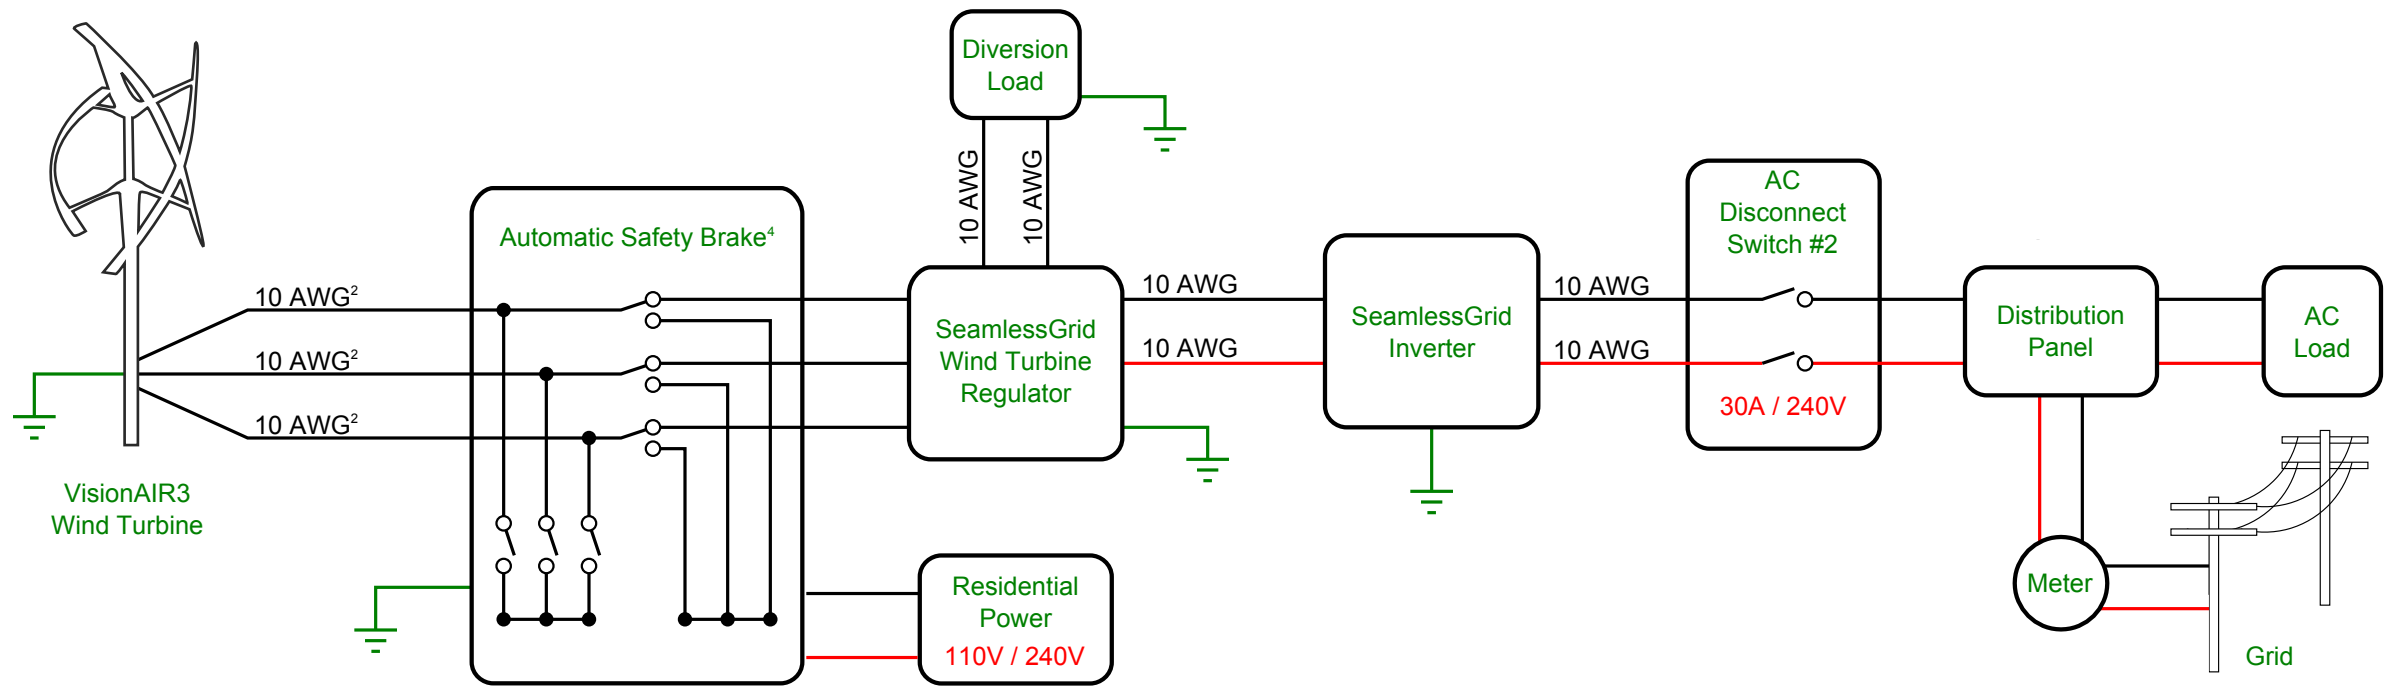 Diversion
Load
10 AWG
10 AWG
AC
Disconnect
Switch #2
Automatic Safety Brake⁴
10 AWG²
10 AWG²
10 AWG²
SeamlessGrid
Wind Turbine
Regulator
10 AWG
10 AWG
SeamlessGrid
Inverter
10 AWG
10 AWG
30A / 240V
Distribution
Panel
AC
Load
VisionAIR3
Wind Turbine
Residential
Power
110V / 240V
Meter
Grid